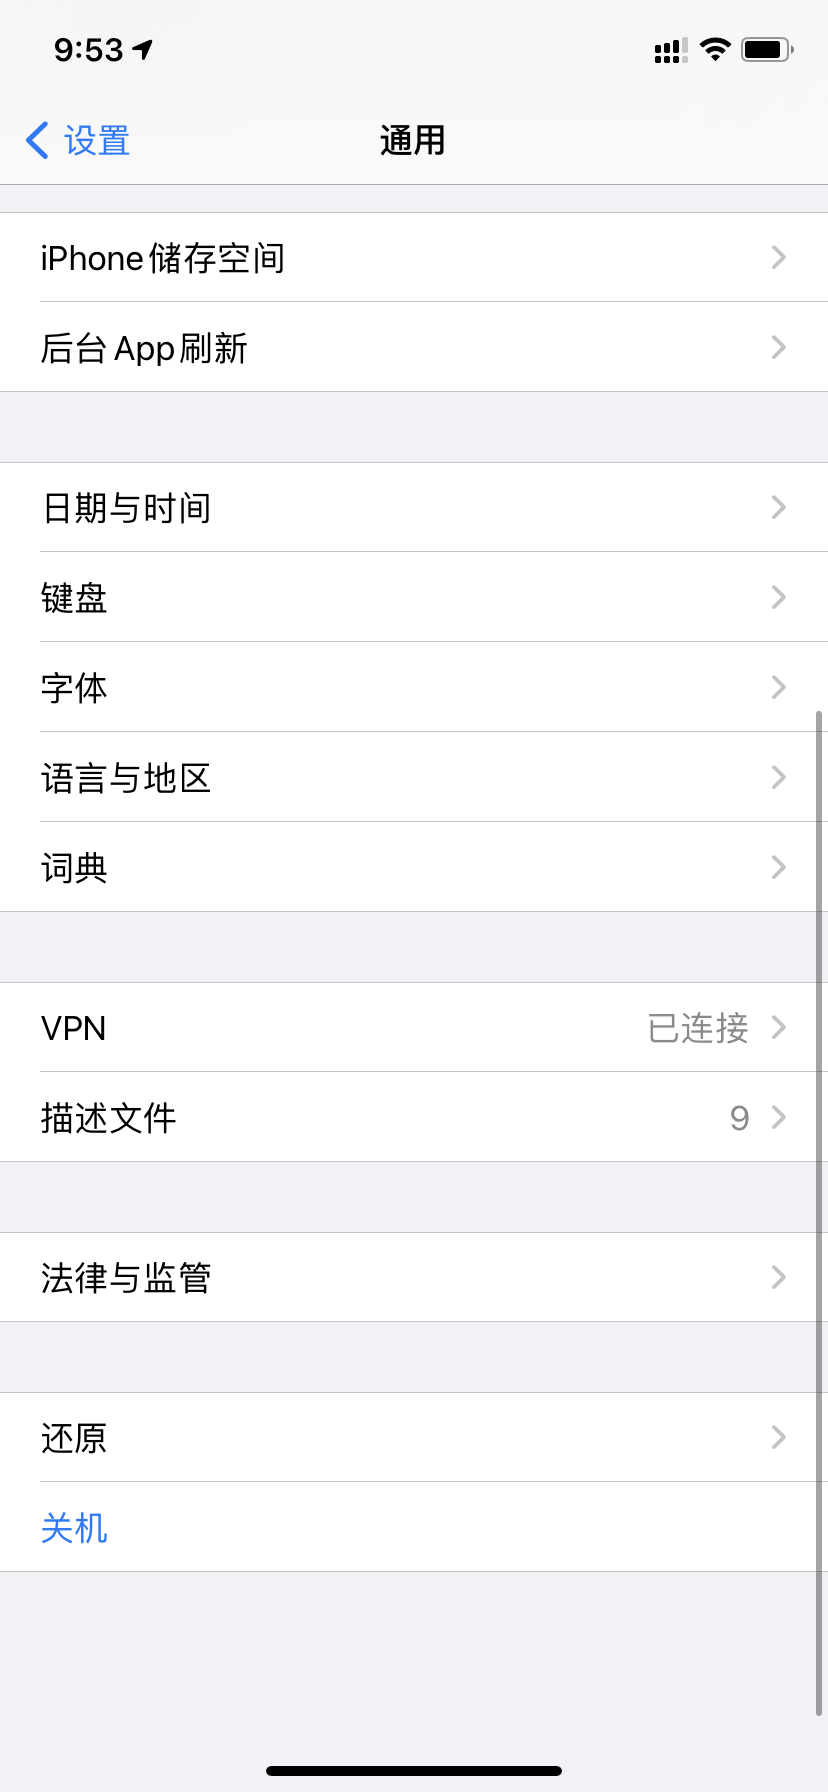 9:53
设置
通用
iPhone储存空间
后台App刷新
日期与时间
键盘
字体
语言与地区
词典
VPN 已连接
描述文件 9
法律与监管
还原
关机